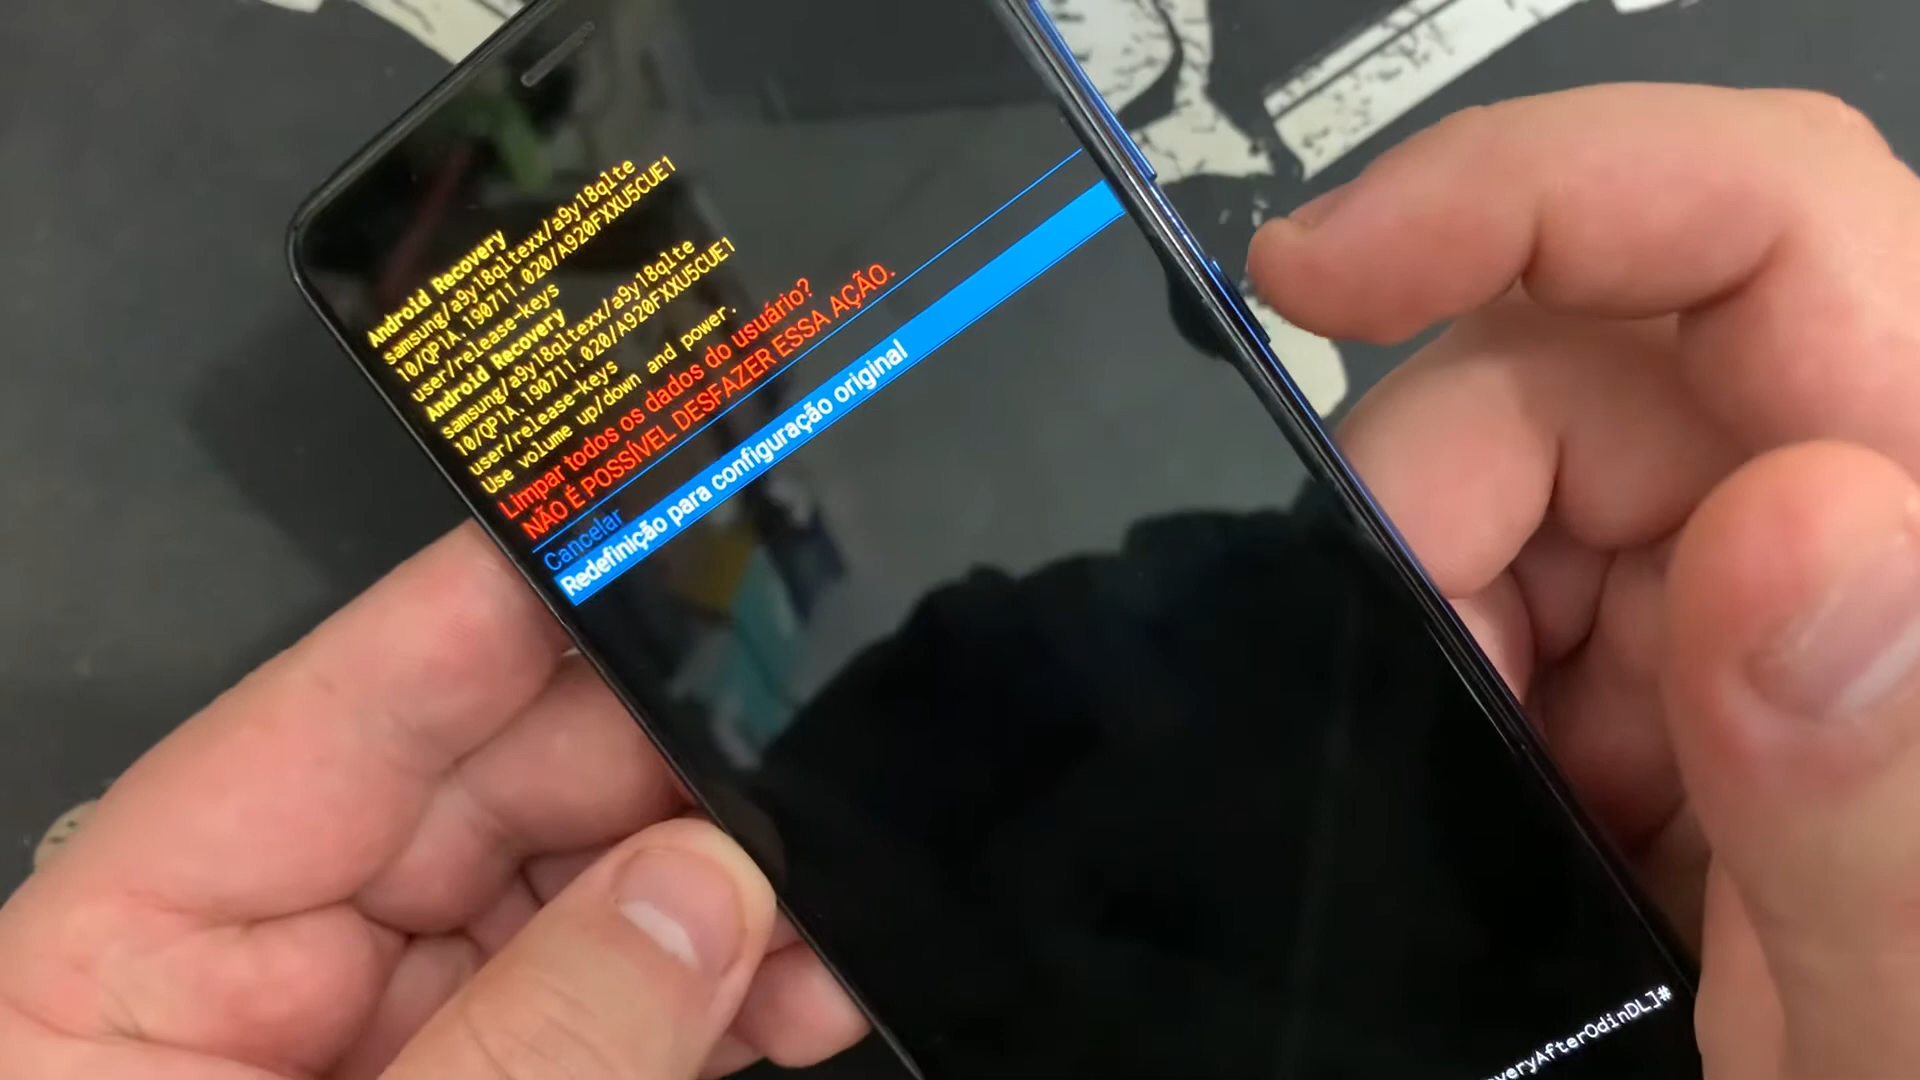 Android Recovery
samsung/a9y18qltexx/a9y18qlte
10/QP1A.190711.020/A920FXXU5CUE1
user/release-keys
Android Recovery
samsung/a9y18qltexx/a9y18qlte
10/QP1A.190711.020/A920FXXU5CUE1
user/release-keys
Use volume up/down and power.
Limpar todos os dados do usuário?
NÃO É POSSÍVEL DESFAZER ESSA AÇÃO.
Cancelar
Redefinição para configuração original
veryAfterOdinDL]#